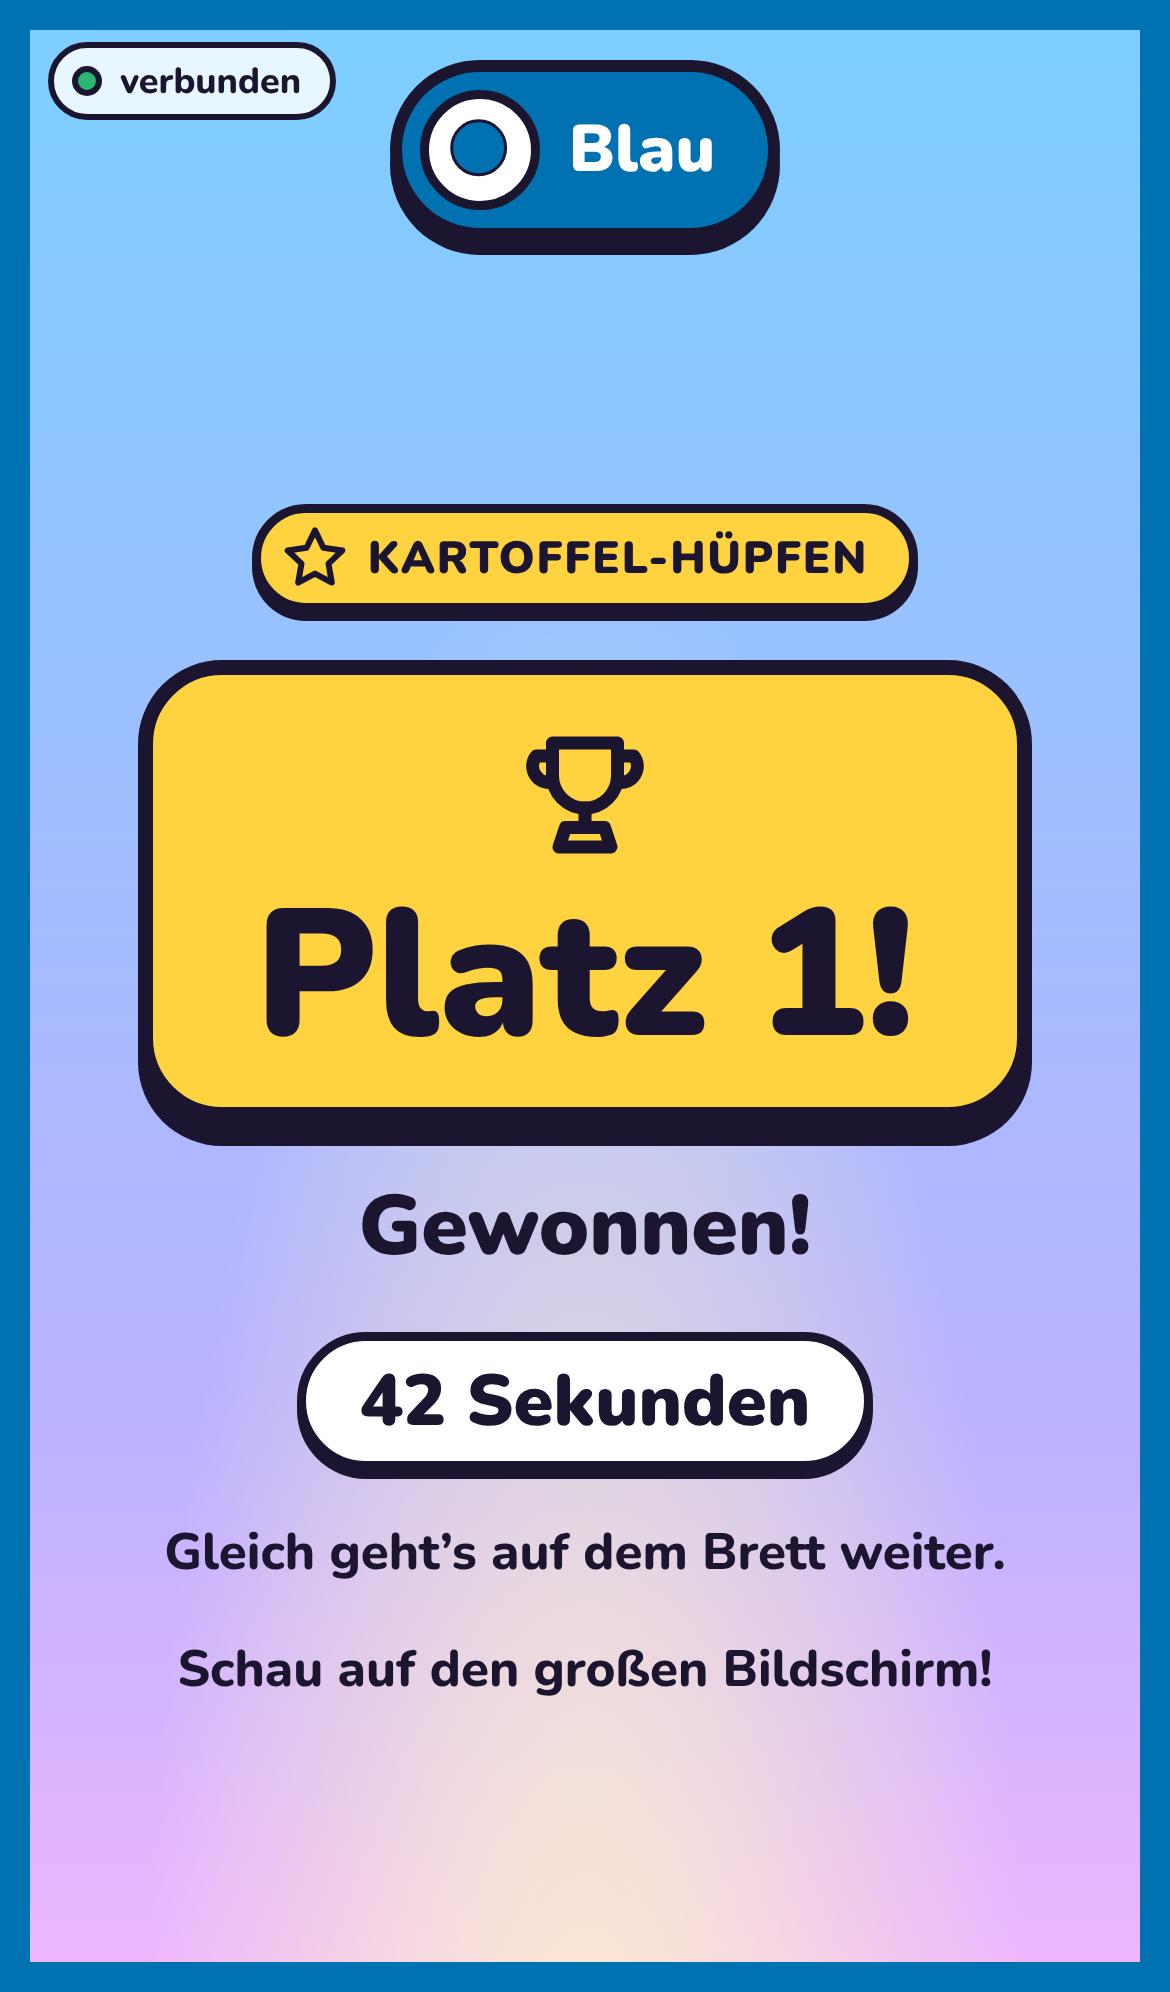 verbunden
Blau
KARTOFFEL-HÜPFEN
Platz 1!
Gewonnen!
42 Sekunden
Gleich geht’s auf dem Brett weiter.
Schau auf den großen Bildschirm!